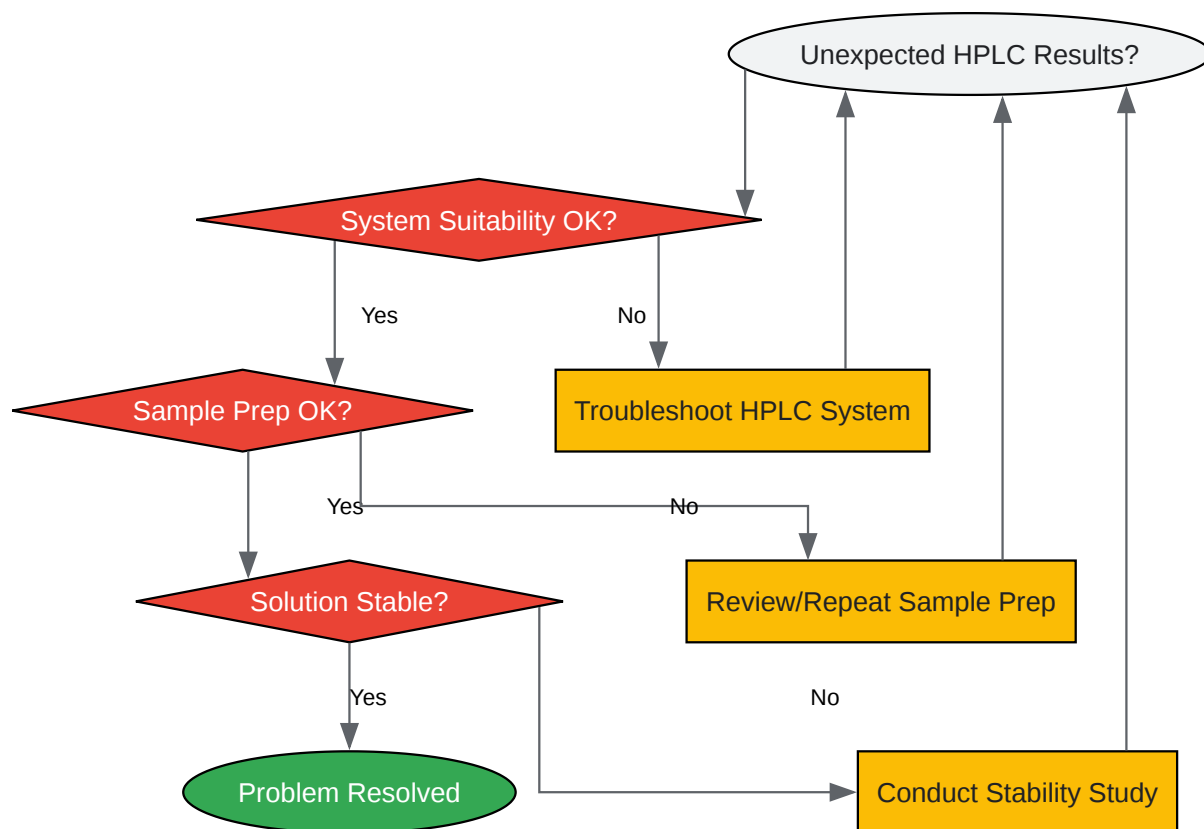 Unexpected HPLC Results?
System Suitability OK?
Yes
No
Sample Prep OK?
Troubleshoot HPLC System
Yes
No
Solution Stable?
Review/Repeat Sample Prep
Yes
No
Problem Resolved
Conduct Stability Study